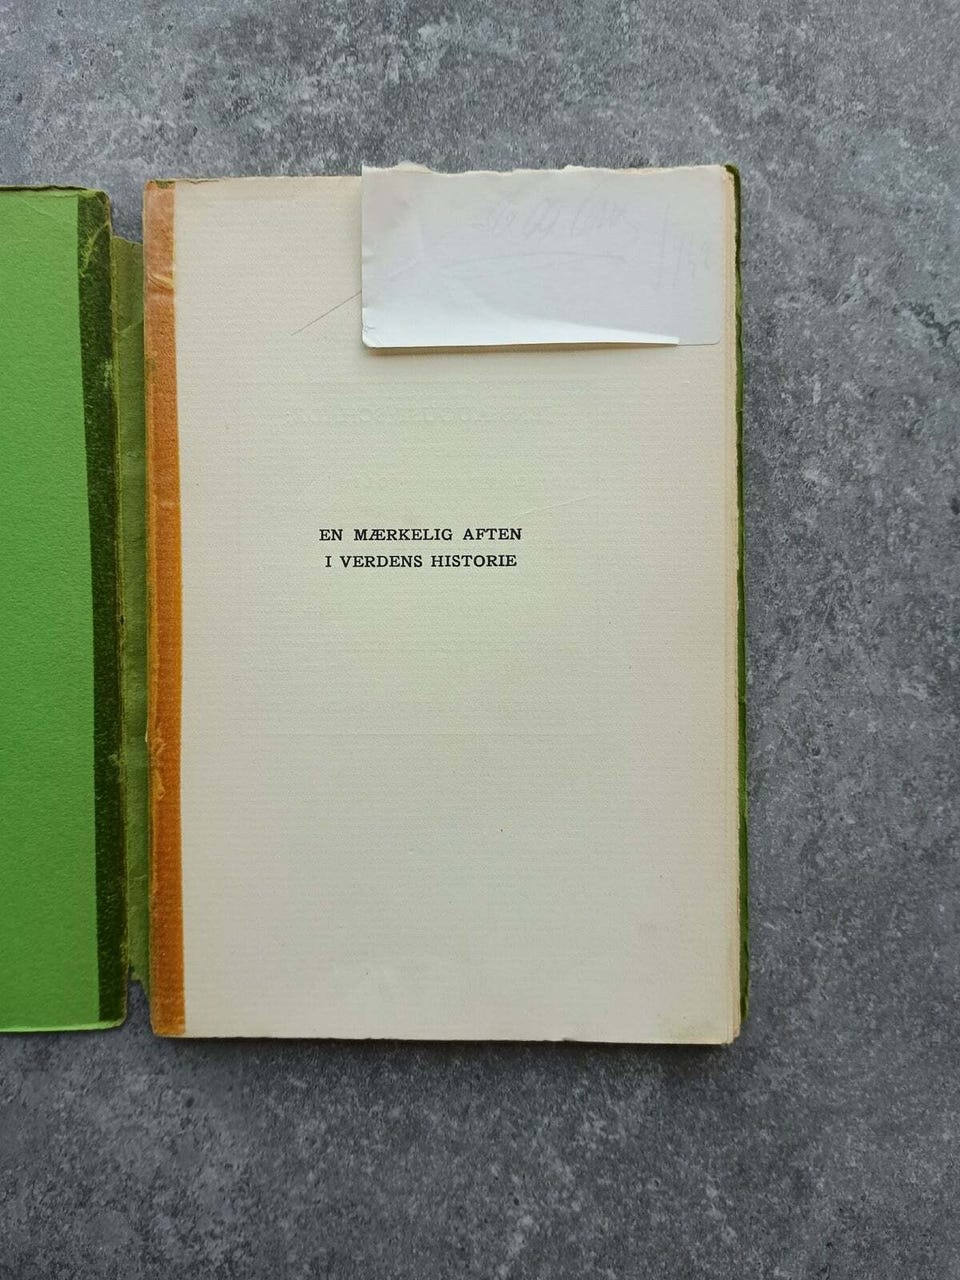 EN MÆRKELIG AFTEN
I VERDENS HISTORIE